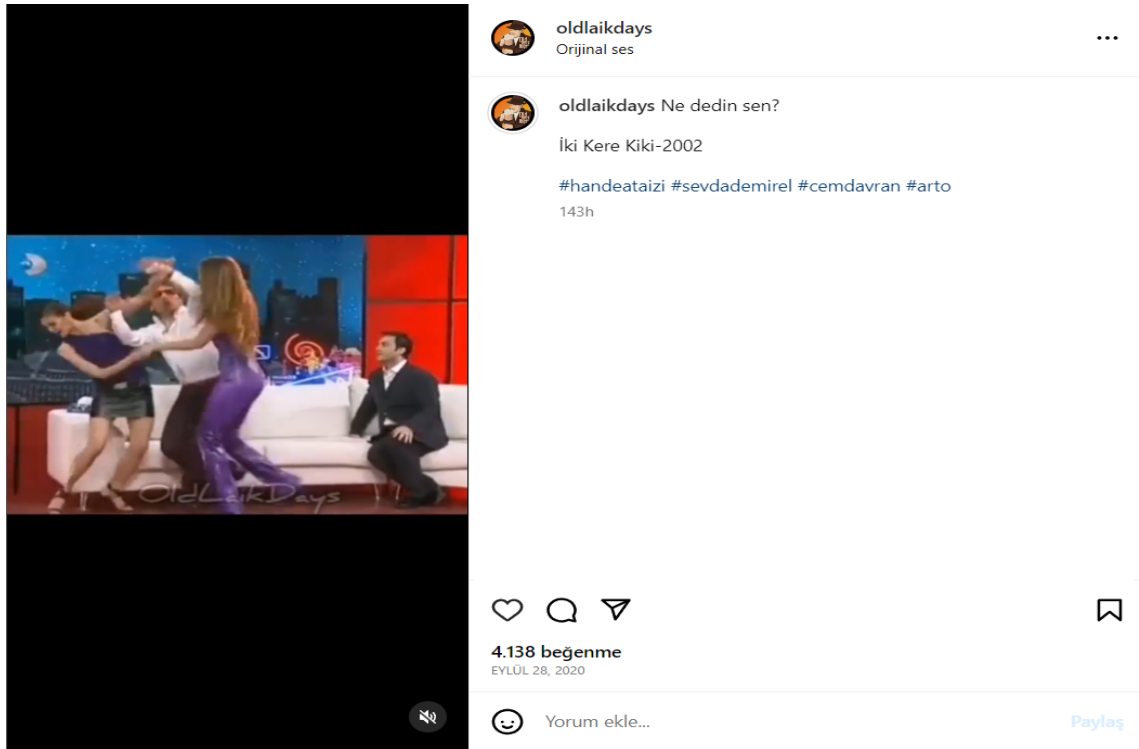 oldlaikdays
Orijinal ses
oldlaikdays Ne dedin sen?
İki Kere Kiki-2002
#handeataizi #sevdademirel #cemdavran #arto
143h
OldLaikDays
4.138 beğenme
EYLÜL 28, 2020
Yorum ekle...
Paylaş